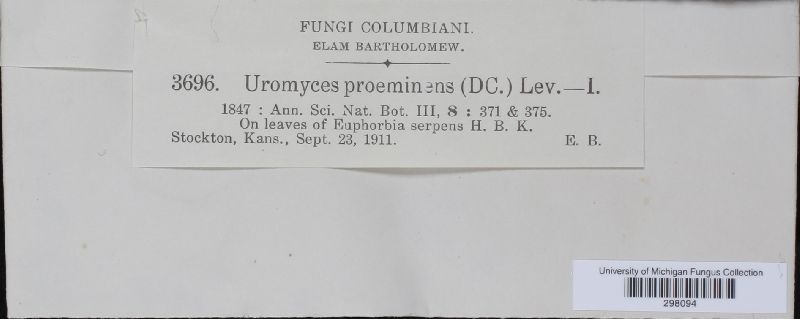 FUNGI COLUMBIANI.
ELAM BARTHOLOMEW.
3696. Uromyces proeminens (DC.) Lev.—I.
1847 : Ann. Sci. Nat. Bot. III, 8 : 371 & 375.
On leaves of Euphorbia serpens H. B. K.
Stockton, Kans., Sept. 23, 1911. E. B.
University of Michigan Fungus Collection
298094